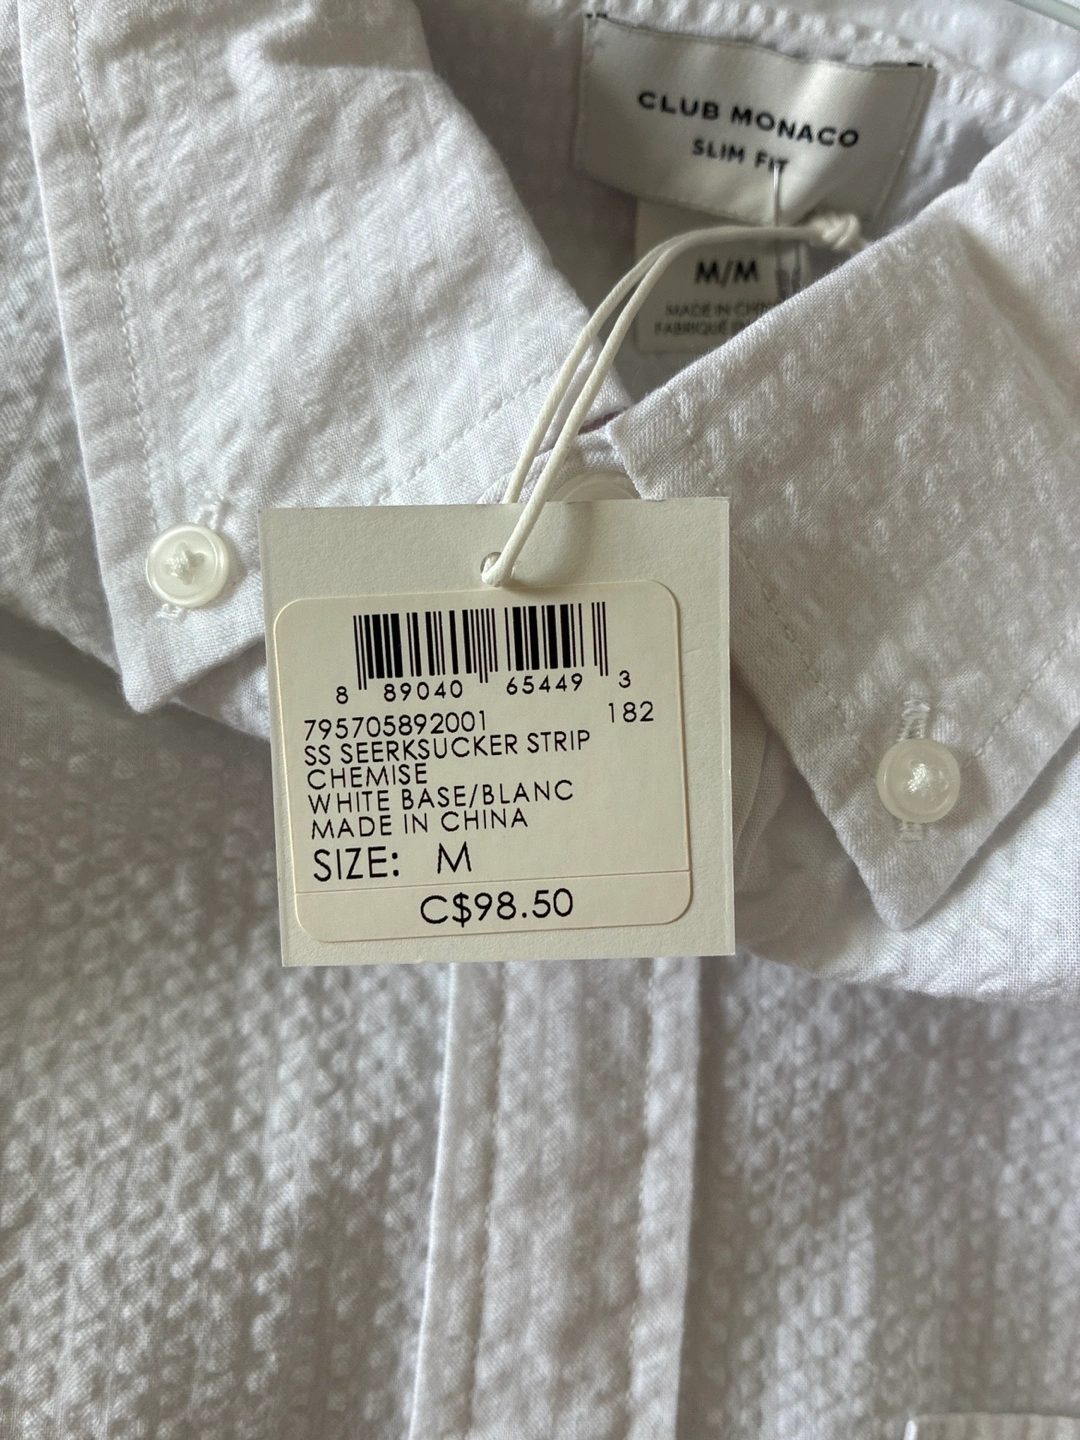 CLUB MONACO
SLIM FIT
M/M
MADE IN
FABRIQUÉ
8 89040 65449 3
795705892001 182
SS SEERKSUCKER STRIP
CHEMISE
WHITE BASE/BLANC
MADE IN CHINA
SIZE: M
C$98.50